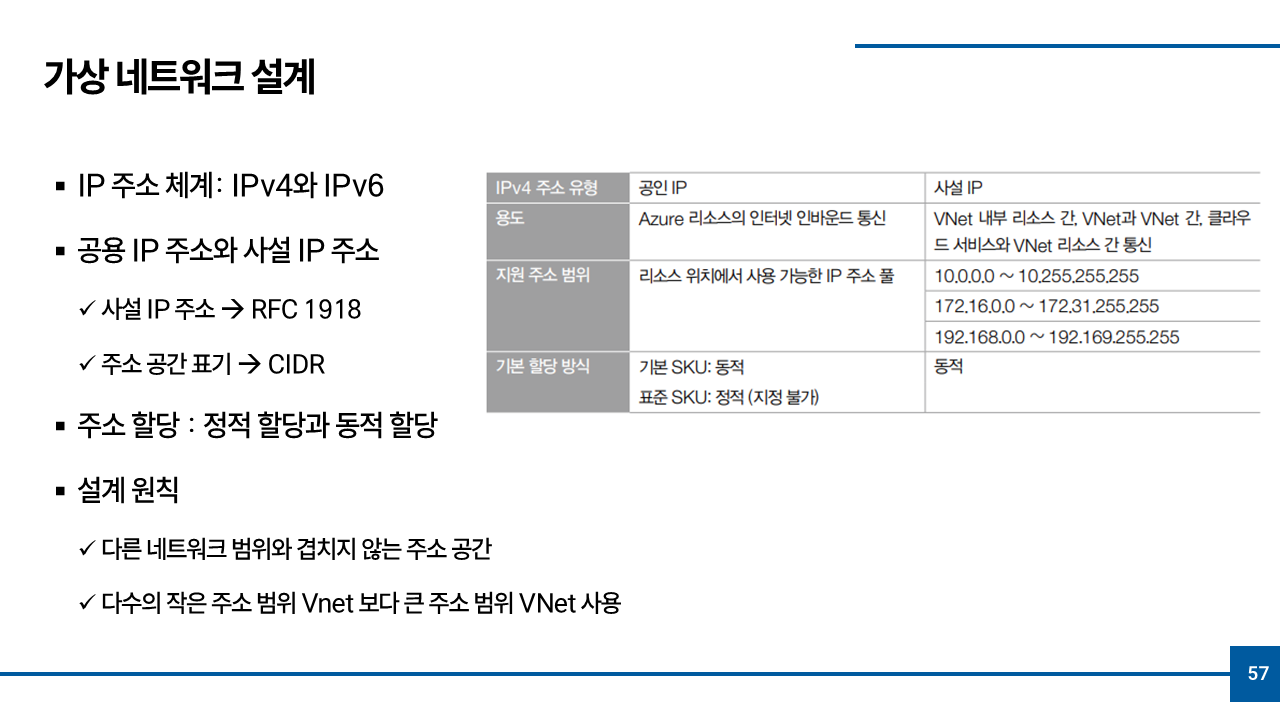 가상 네트워크 설계
▪ IP 주소 체계: IPv4와 IPv6
▪ 공용 IP 주소와 사설 IP 주소
✓ 사설 IP 주소 → RFC 1918
✓ 주소 공간 표기 → CIDR
▪ 주소 할당 : 정적 할당과 동적 할당
▪ 설계 원칙
✓ 다른 네트워크 범위와 겹치지 않는 주소 공간
✓ 다수의 작은 주소 범위 Vnet 보다 큰 주소 범위 VNet 사용
IPv4 주소 유형 공인 IP 사설 IP
용도 Azure 리소스의 인터넷 인바운드 통신 VNet 내부 리소스 간, VNet과 VNet 간, 클라우
드 서비스와 VNet 리소스 간 통신
지원 주소 범위 리소스 위치에서 사용 가능한 IP 주소 풀 10.0.0.0 ~ 10.255.255.255
172.16.0.0 ~ 172.31.255.255
192.168.0.0 ~ 192.169.255.255
기본 할당 방식 기본 SKU: 동적 동적
표준 SKU: 정적 (지정 불가)
57